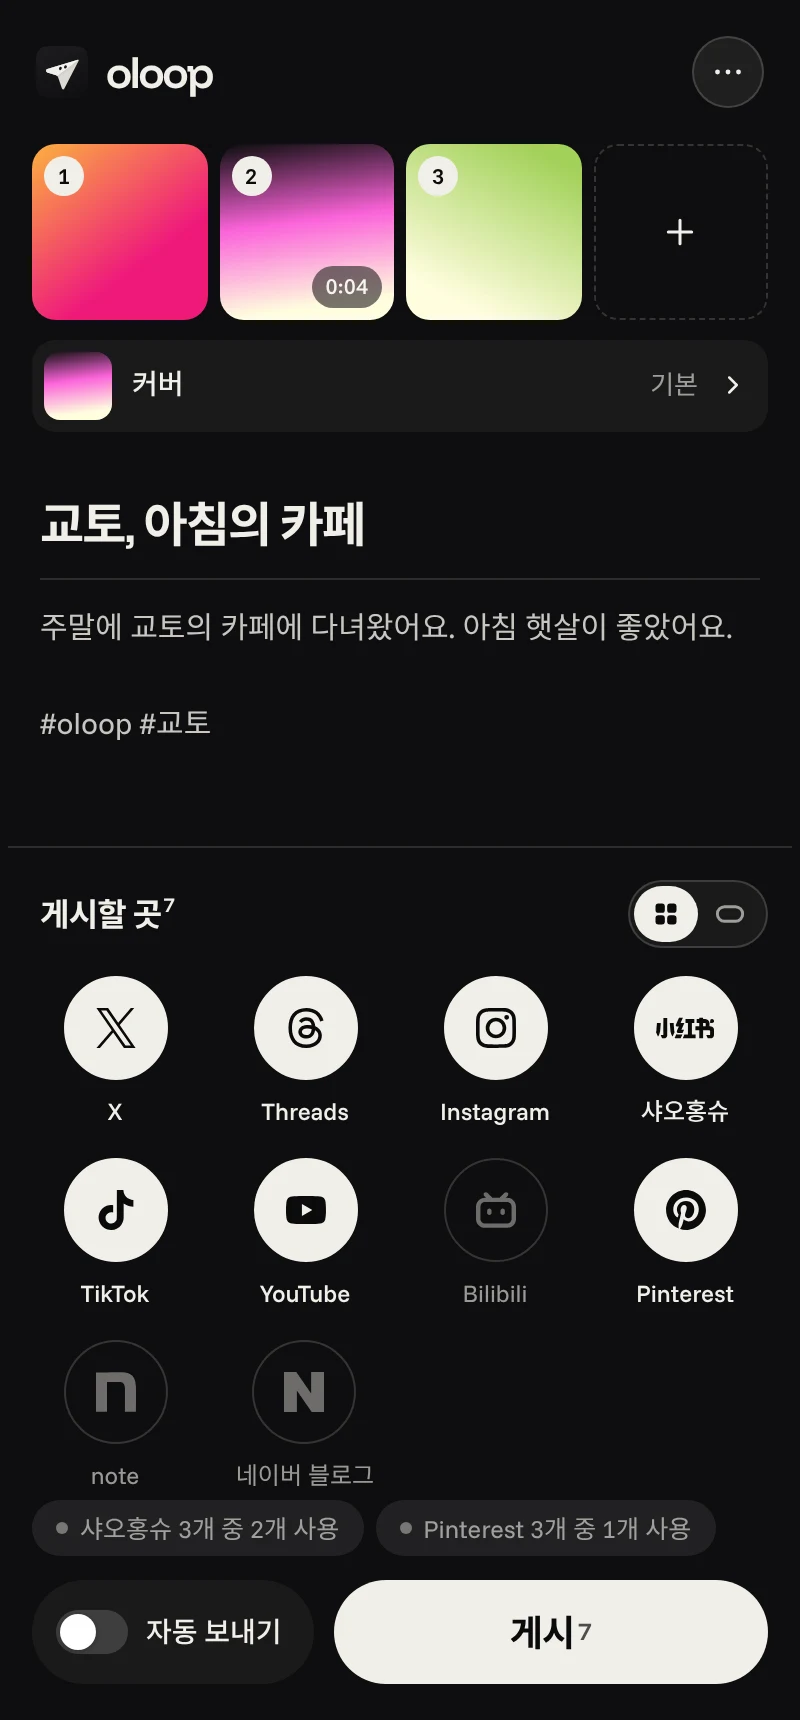 oloop
1
2
3
0:04
커버
기본
교토, 아침의 카페
주말에 교토의 카페에 다녀왔어요. 아침 햇살이 좋았어요.
#oloop #교토
게시할 곳7
小红书
X
Threads
Instagram
샤오홍슈
TikTok
YouTube
Bilibili
Pinterest
n
N
note
네이버 블로그
샤오홍슈 3개 중 2개 사용
Pinterest 3개 중 1개 사용
자동 보내기
게시 7